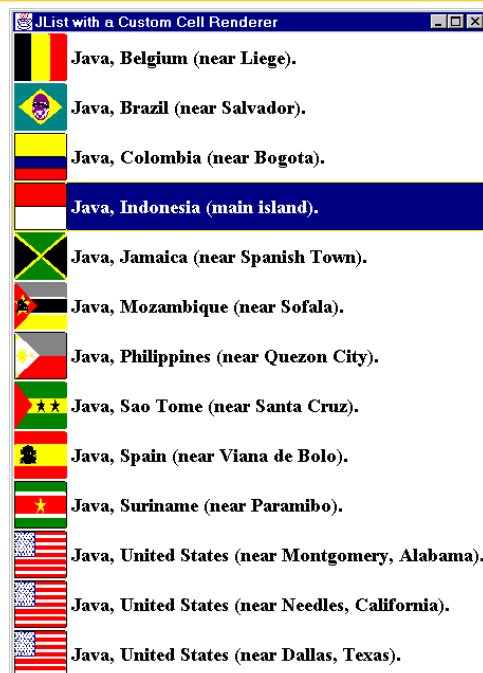 JList with a Custom Cell Renderer
Java, Belgium (near Liege).
Java, Brazil (near Salvador).
Java, Colombia (near Bogota).
Java, Indonesia (main island).
Java, Jamaica (near Spanish Town).
Java, Mozambique (near Sofala).
Java, Philippines (near Quezon City).
Java, Sao Tome (near Santa Cruz).
Java, Spain (near Viana de Bolo).
Java, Suriname (near Paramibo).
Java, United States (near Montgomery, Alabama).
Java, United States (near Needles, California).
Java, United States (near Dallas, Texas).